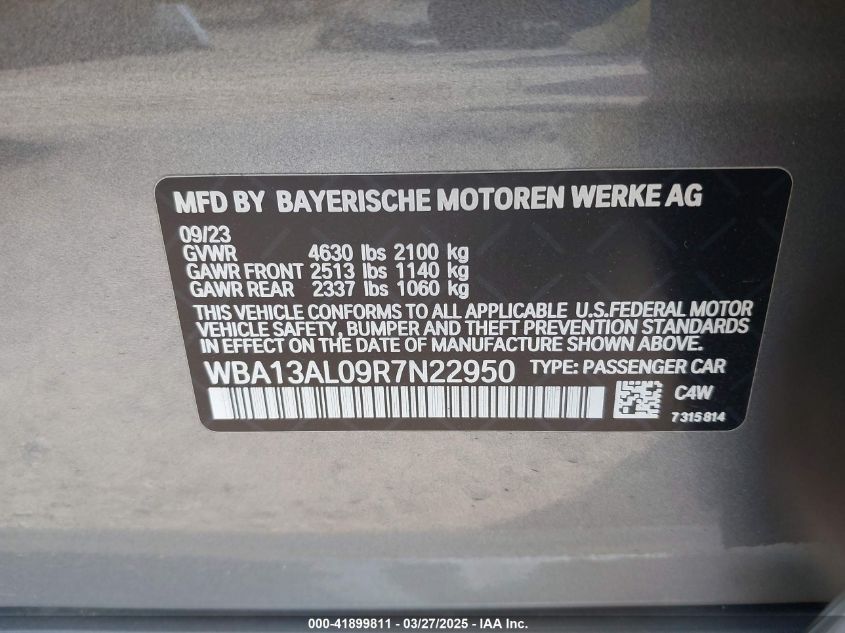 MFD BY BAYERISCHE MOTOREN WERKE AG
09/23
GVWR 4630 lbs 2100 kg
GAWR FRONT 2513 lbs 1140 kg
GAWR REAR 2337 lbs 1060 kg
THIS VEHICLE CONFORMS TO ALL APPLICABLE U.S.FEDERAL MOTOR
VEHICLE SAFETY, BUMPER AND THEFT PREVENTION STANDARDS
IN EFFECT ON THE DATE OF MANUFACTURE SHOWN ABOVE.
WBA13AL09R7N22950 TYPE: PASSENGER CAR
C4W
7315814
000-41899811 — 03/27/2025 — IAA Inc.